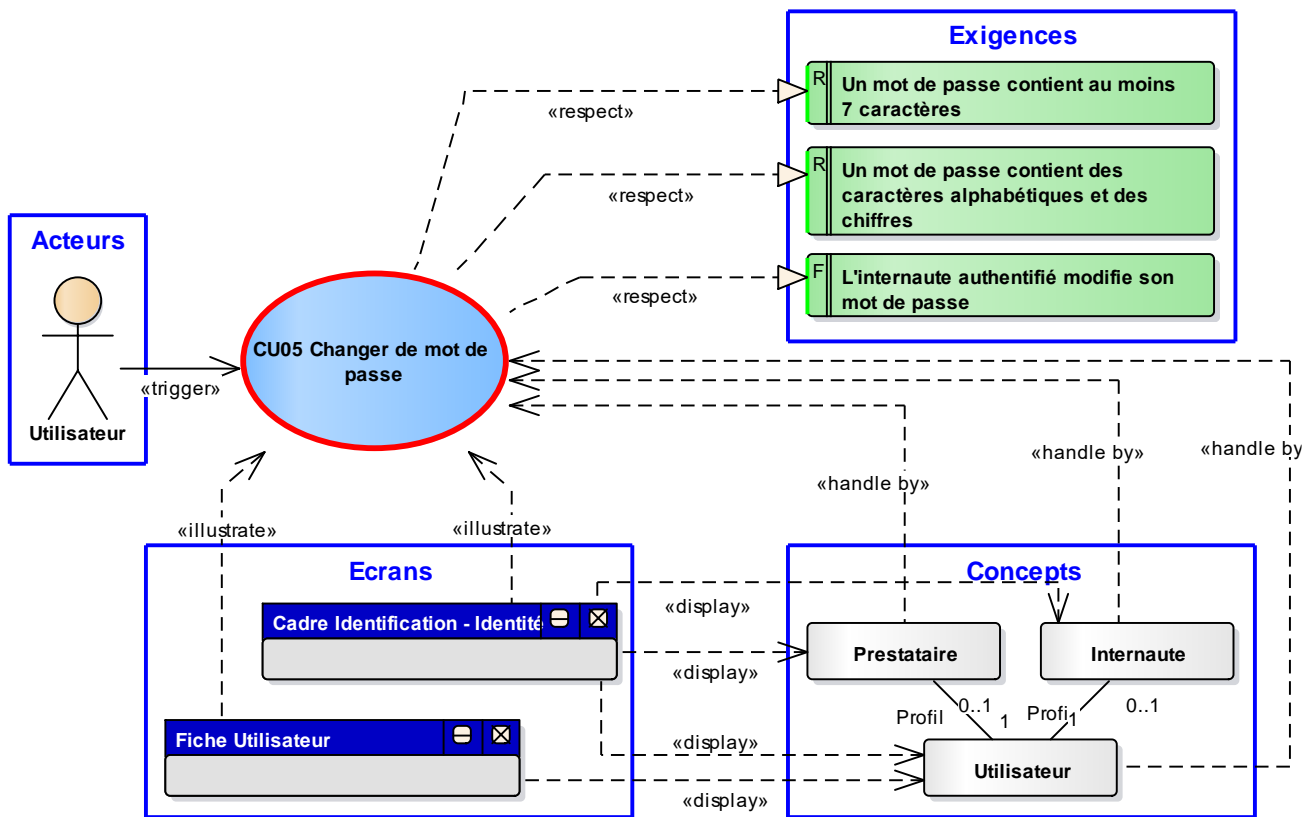 Exigences
R
Un mot de passe contient au moins
7 caractères
«respect»
R
Un mot de passe contient des
caractères alphabétiques et des
chiffres
«respect»
F
L'internaute authentifié modifie son
mot de passe
«respect»
Acteurs
Utilisateur
«trigger»
CU05 Changer de mot de
passe
«handle by»
«handle by»
«handle by»
«illustrate»
«illustrate»
Ecrans
Cadre Identification - Identité
Fiche Utilisateur
«display»
«display»
«display»
«display»
Concepts
Prestataire
Internaute
Profil
0..1
1
Profi
1
0..1
Utilisateur